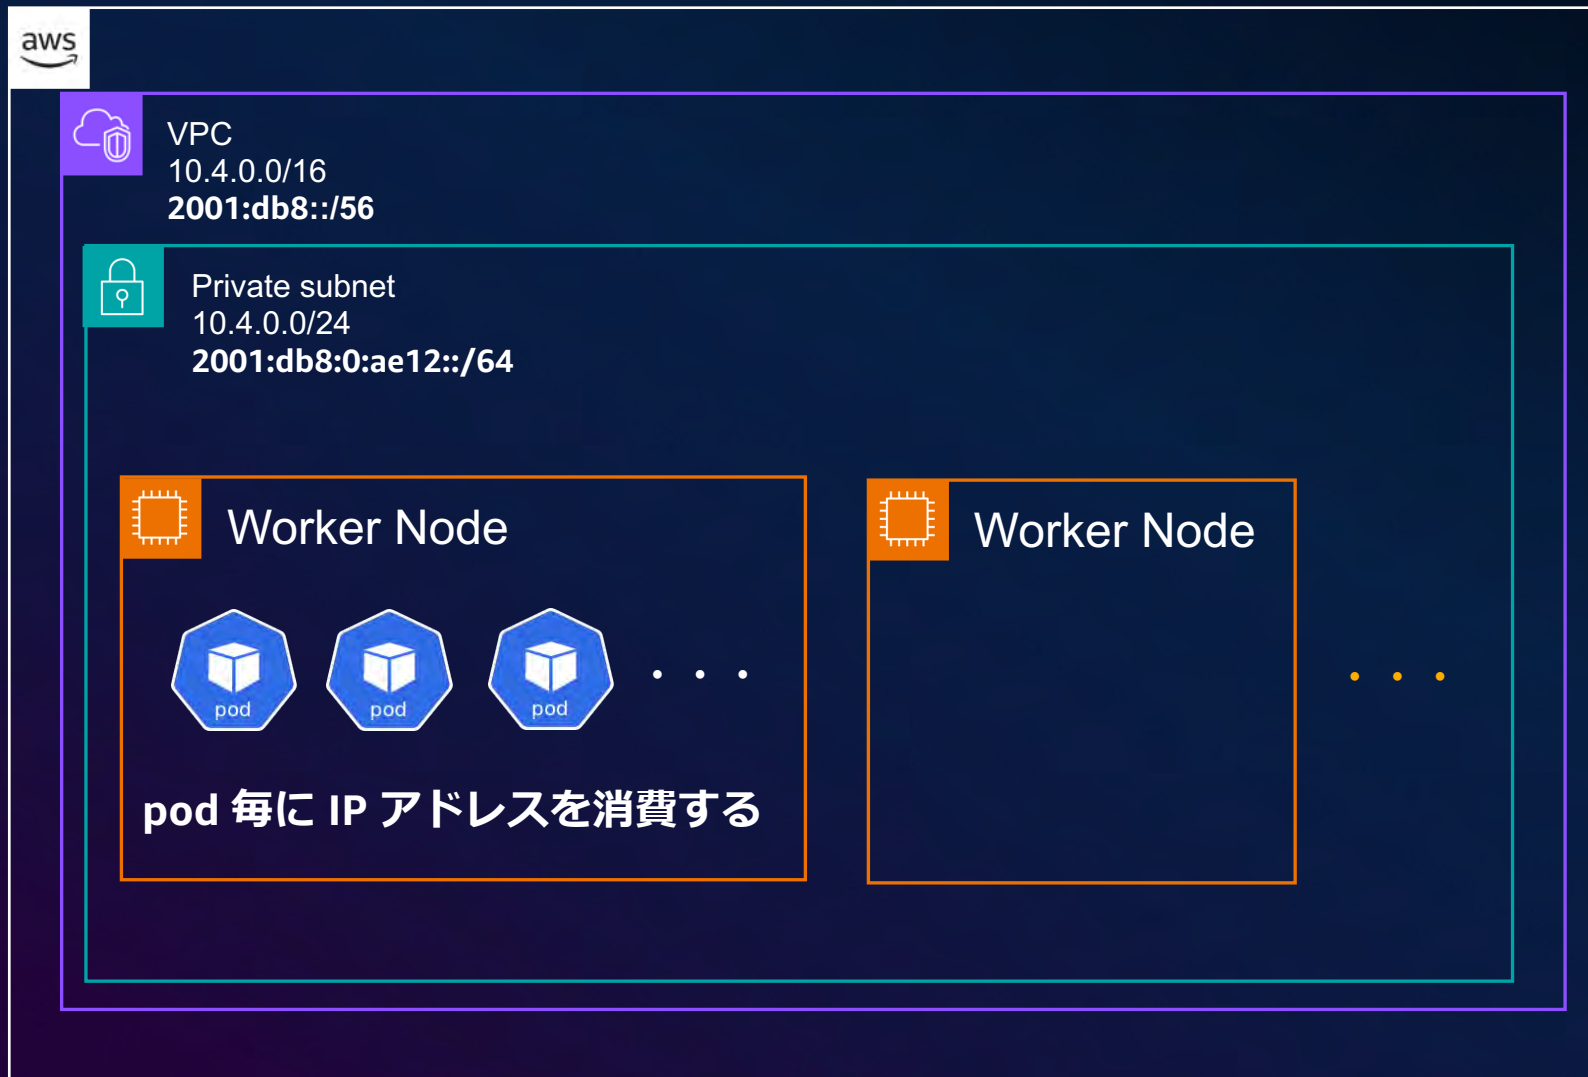 aws
VPC
10.4.0.0/16
2001:db8::/56
Private subnet
10.4.0.0/24
2001:db8:0:ae12::/64
Worker Node
Worker Node
pod
pod
pod
. . .
. . .
pod 毎に IP アドレスを消費する